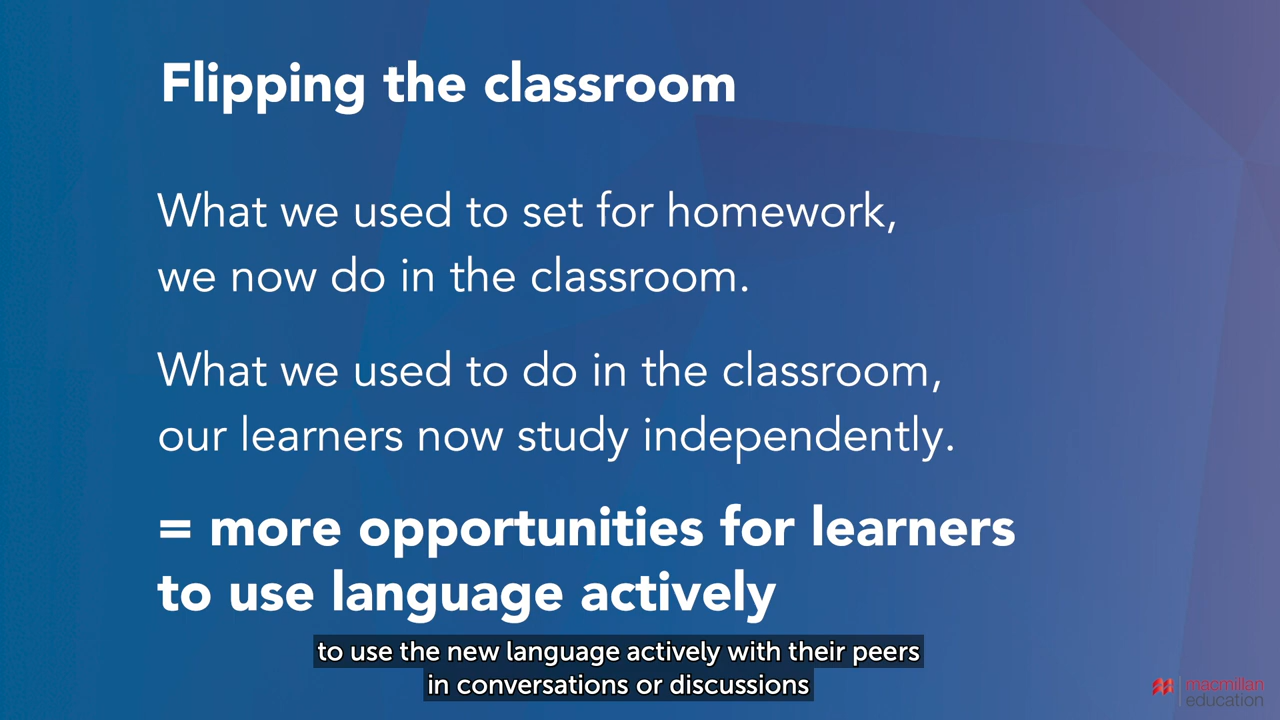 Flipping the classroom
What we used to set for homework,
we now do in the classroom.
What we used to do in the classroom,
our learners now study independently.
= more opportunities for learners
to use language actively
to use the new language actively with their peers
in conversations or discussions
macmillan
education